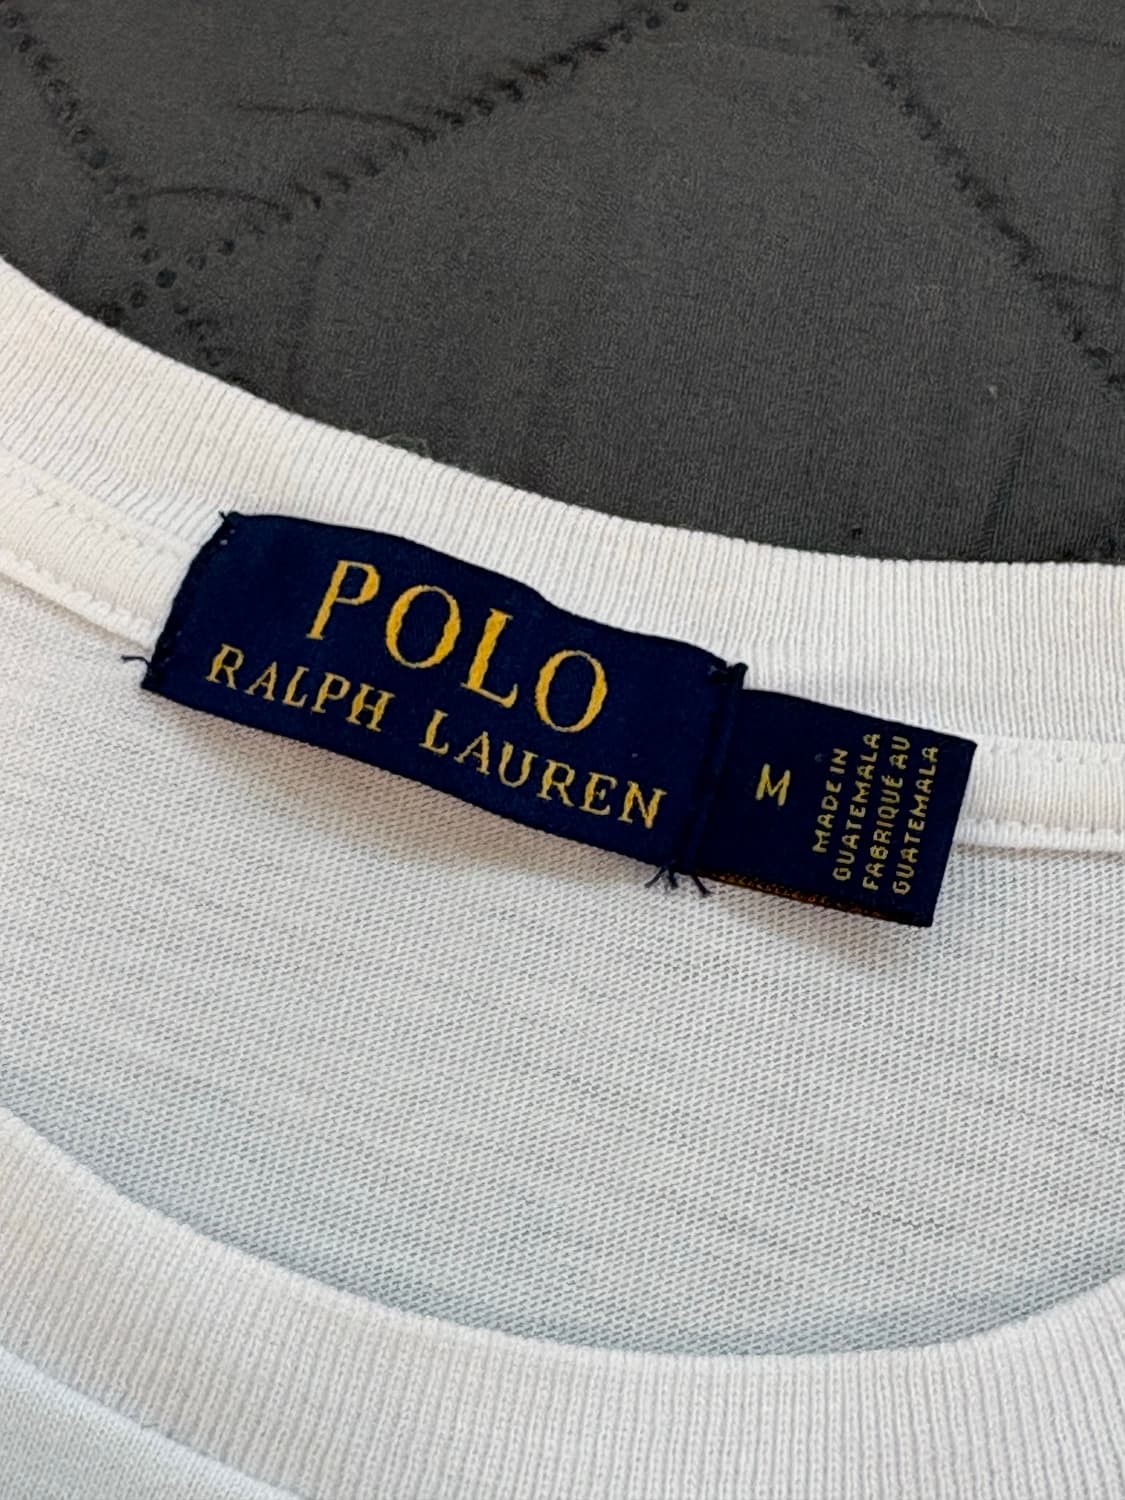 POLO
RALPH LAUREN
M
MADE IN
GUATEMALA
FABRIQUÉ AU
GUATEMALA